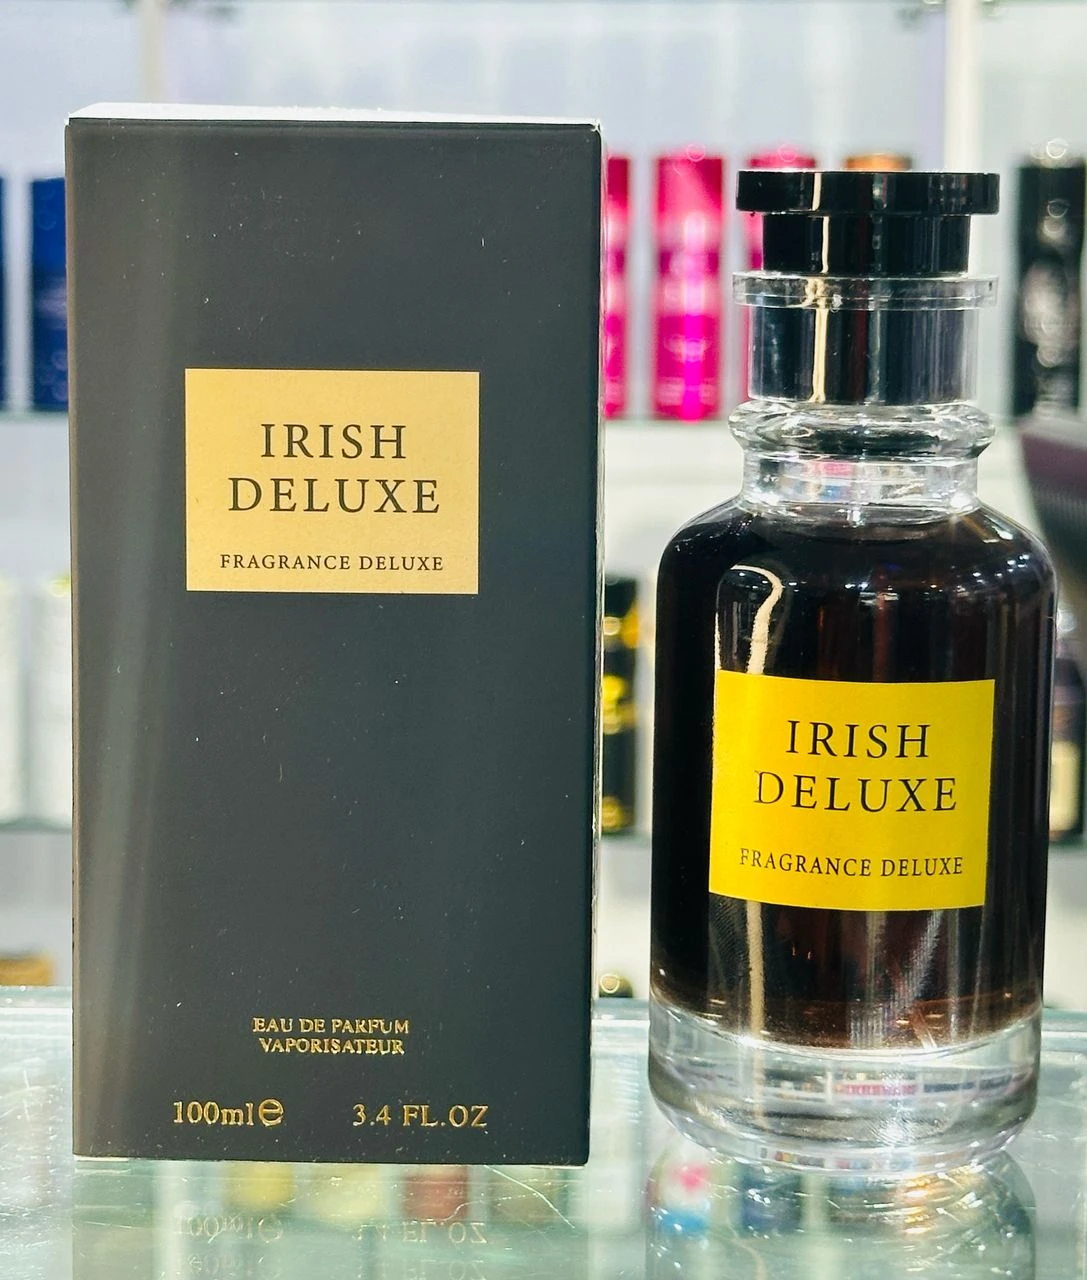 IRISH
DELUXE
FRAGRANCE DELUXE
EAU DE PARFUM
VAPORISATEUR
100ml℮ 3.4 FL.OZ
IRISH
DELUXE
FRAGRANCE DELUXE